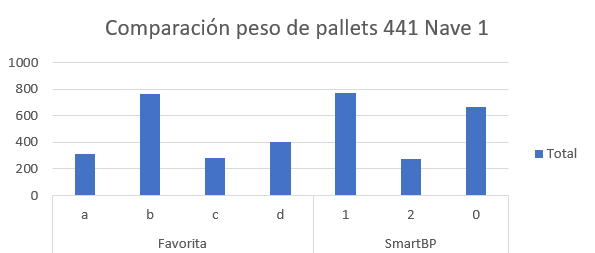 Comparación peso de pallets 441 Nave 1
1000
800
600
400
200
0
a b c d 1 2 0
Favorita SmartBP
Total